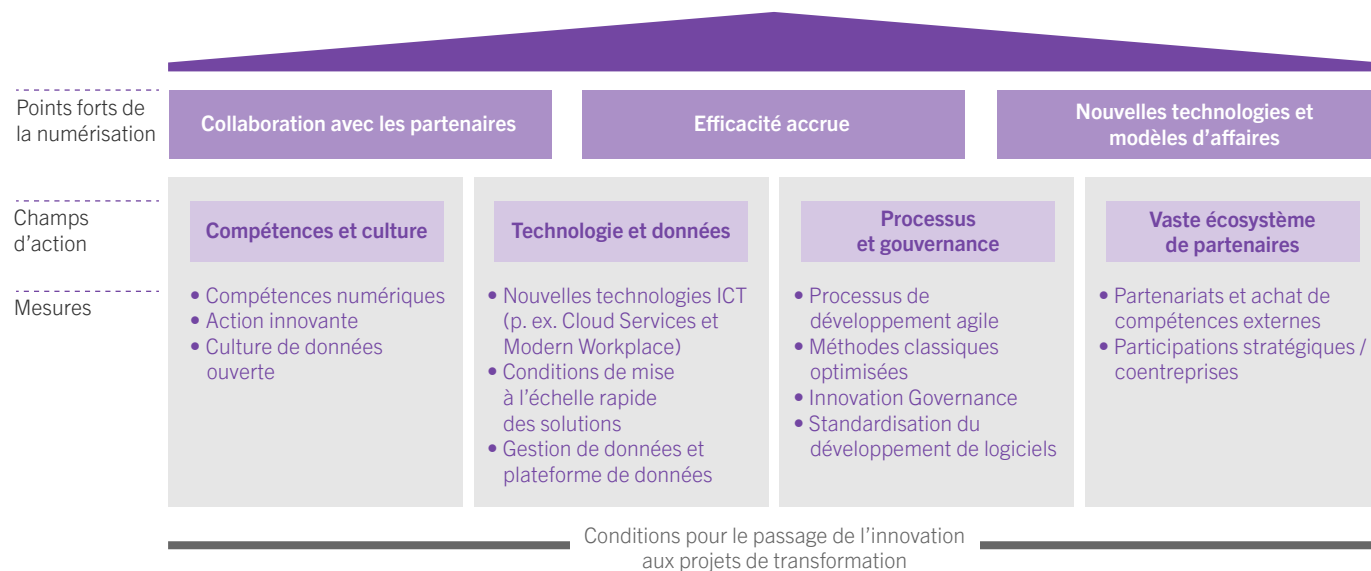 Points forts de
la numérisation
Collaboration avec les partenaires
Efficacité accrue
Nouvelles technologies et
modèles d'affaires
Champs
d'action
Compétences et culture
Technologie et données
Processus
et gouvernance
Vaste écosystème
de partenaires
Mesures
• Compétences numériques
• Action innovante
• Culture de données
ouverte
• Nouvelles technologies ICT
(p. ex. Cloud Services et
Modern Workplace)
• Conditions de mise
à l'échelle rapide
des solutions
• Gestion de données et
plateforme de données
• Processus de
développement agile
• Méthodes classiques
optimisées
• Innovation Governance
• Standardisation du
développement de logiciels
• Partenariats et achat de
compétences externes
• Participations stratégiques /
coentreprises
Conditions pour le passage de l'innovation
aux projets de transformation